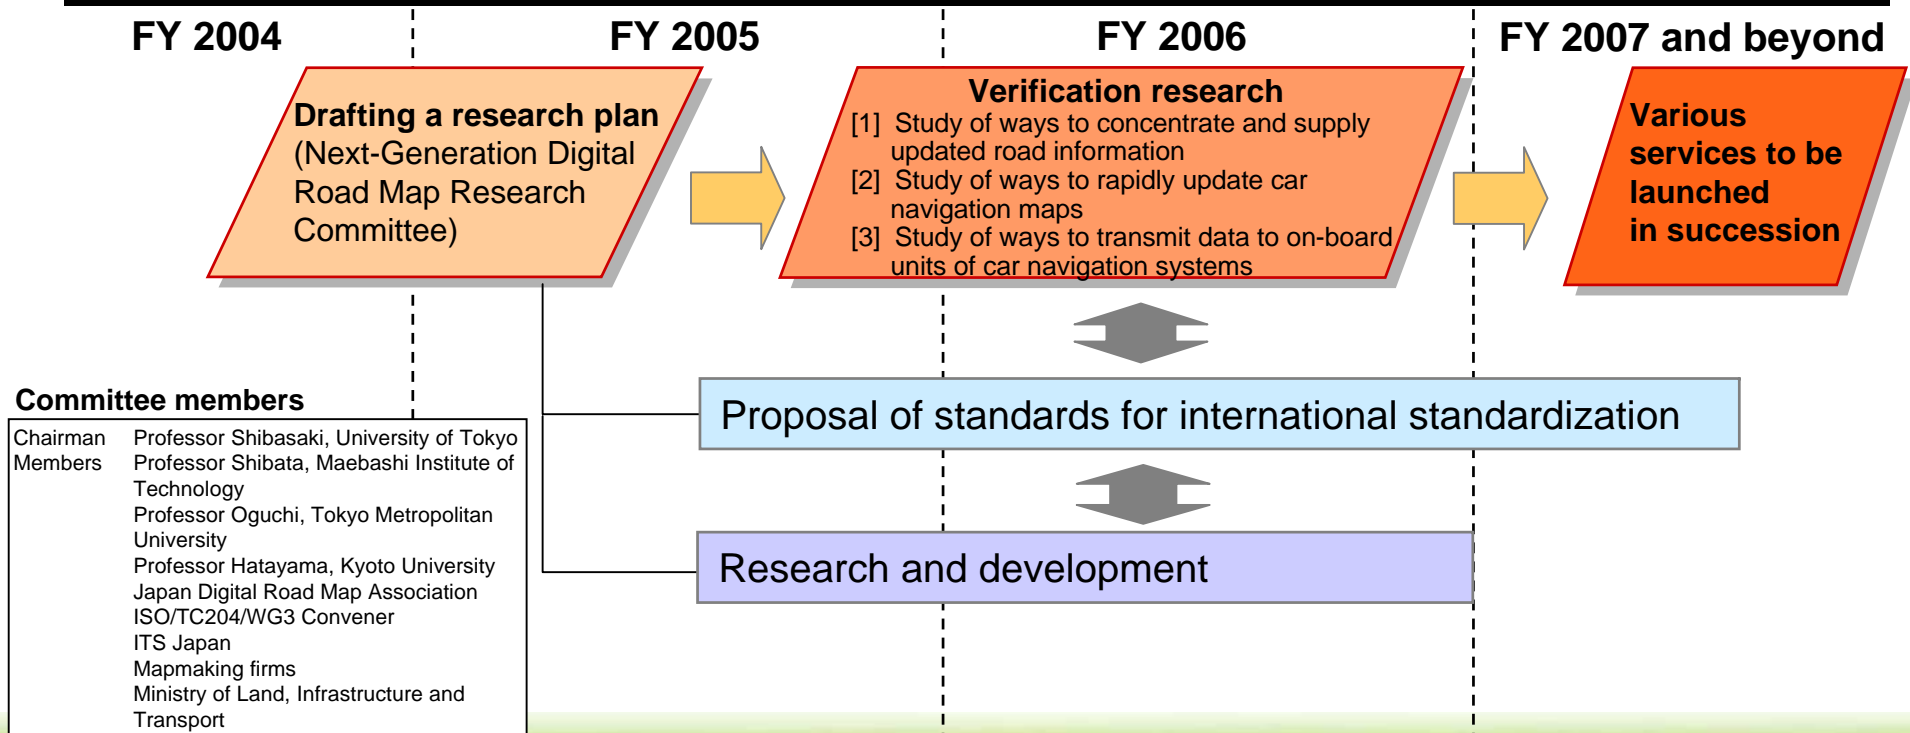 FY 2004
FY 2005
FY 2006
FY 2007 and beyond
Drafting a research plan
(Next-Generation Digital
Road Map Research
Committee)
Verification research
[1] Study of ways to concentrate and supply
updated road information
[2] Study of ways to rapidly update car
navigation maps
[3] Study of ways to transmit data to on-board
units of car navigation systems
Various
services to be
launched
in succession
Proposal of standards for international standardization
Research and development
Committee members
Chairman Professor Shibasaki, University of Tokyo
Members Professor Shibata, Maebashi Institute of
Technology
Professor Oguchi, Tokyo Metropolitan
University
Professor Hatayama, Kyoto University
Japan Digital Road Map Association
ISO/TC204/WG3 Convener
ITS Japan
Mapmaking firms
Ministry of Land, Infrastructure and
Transport